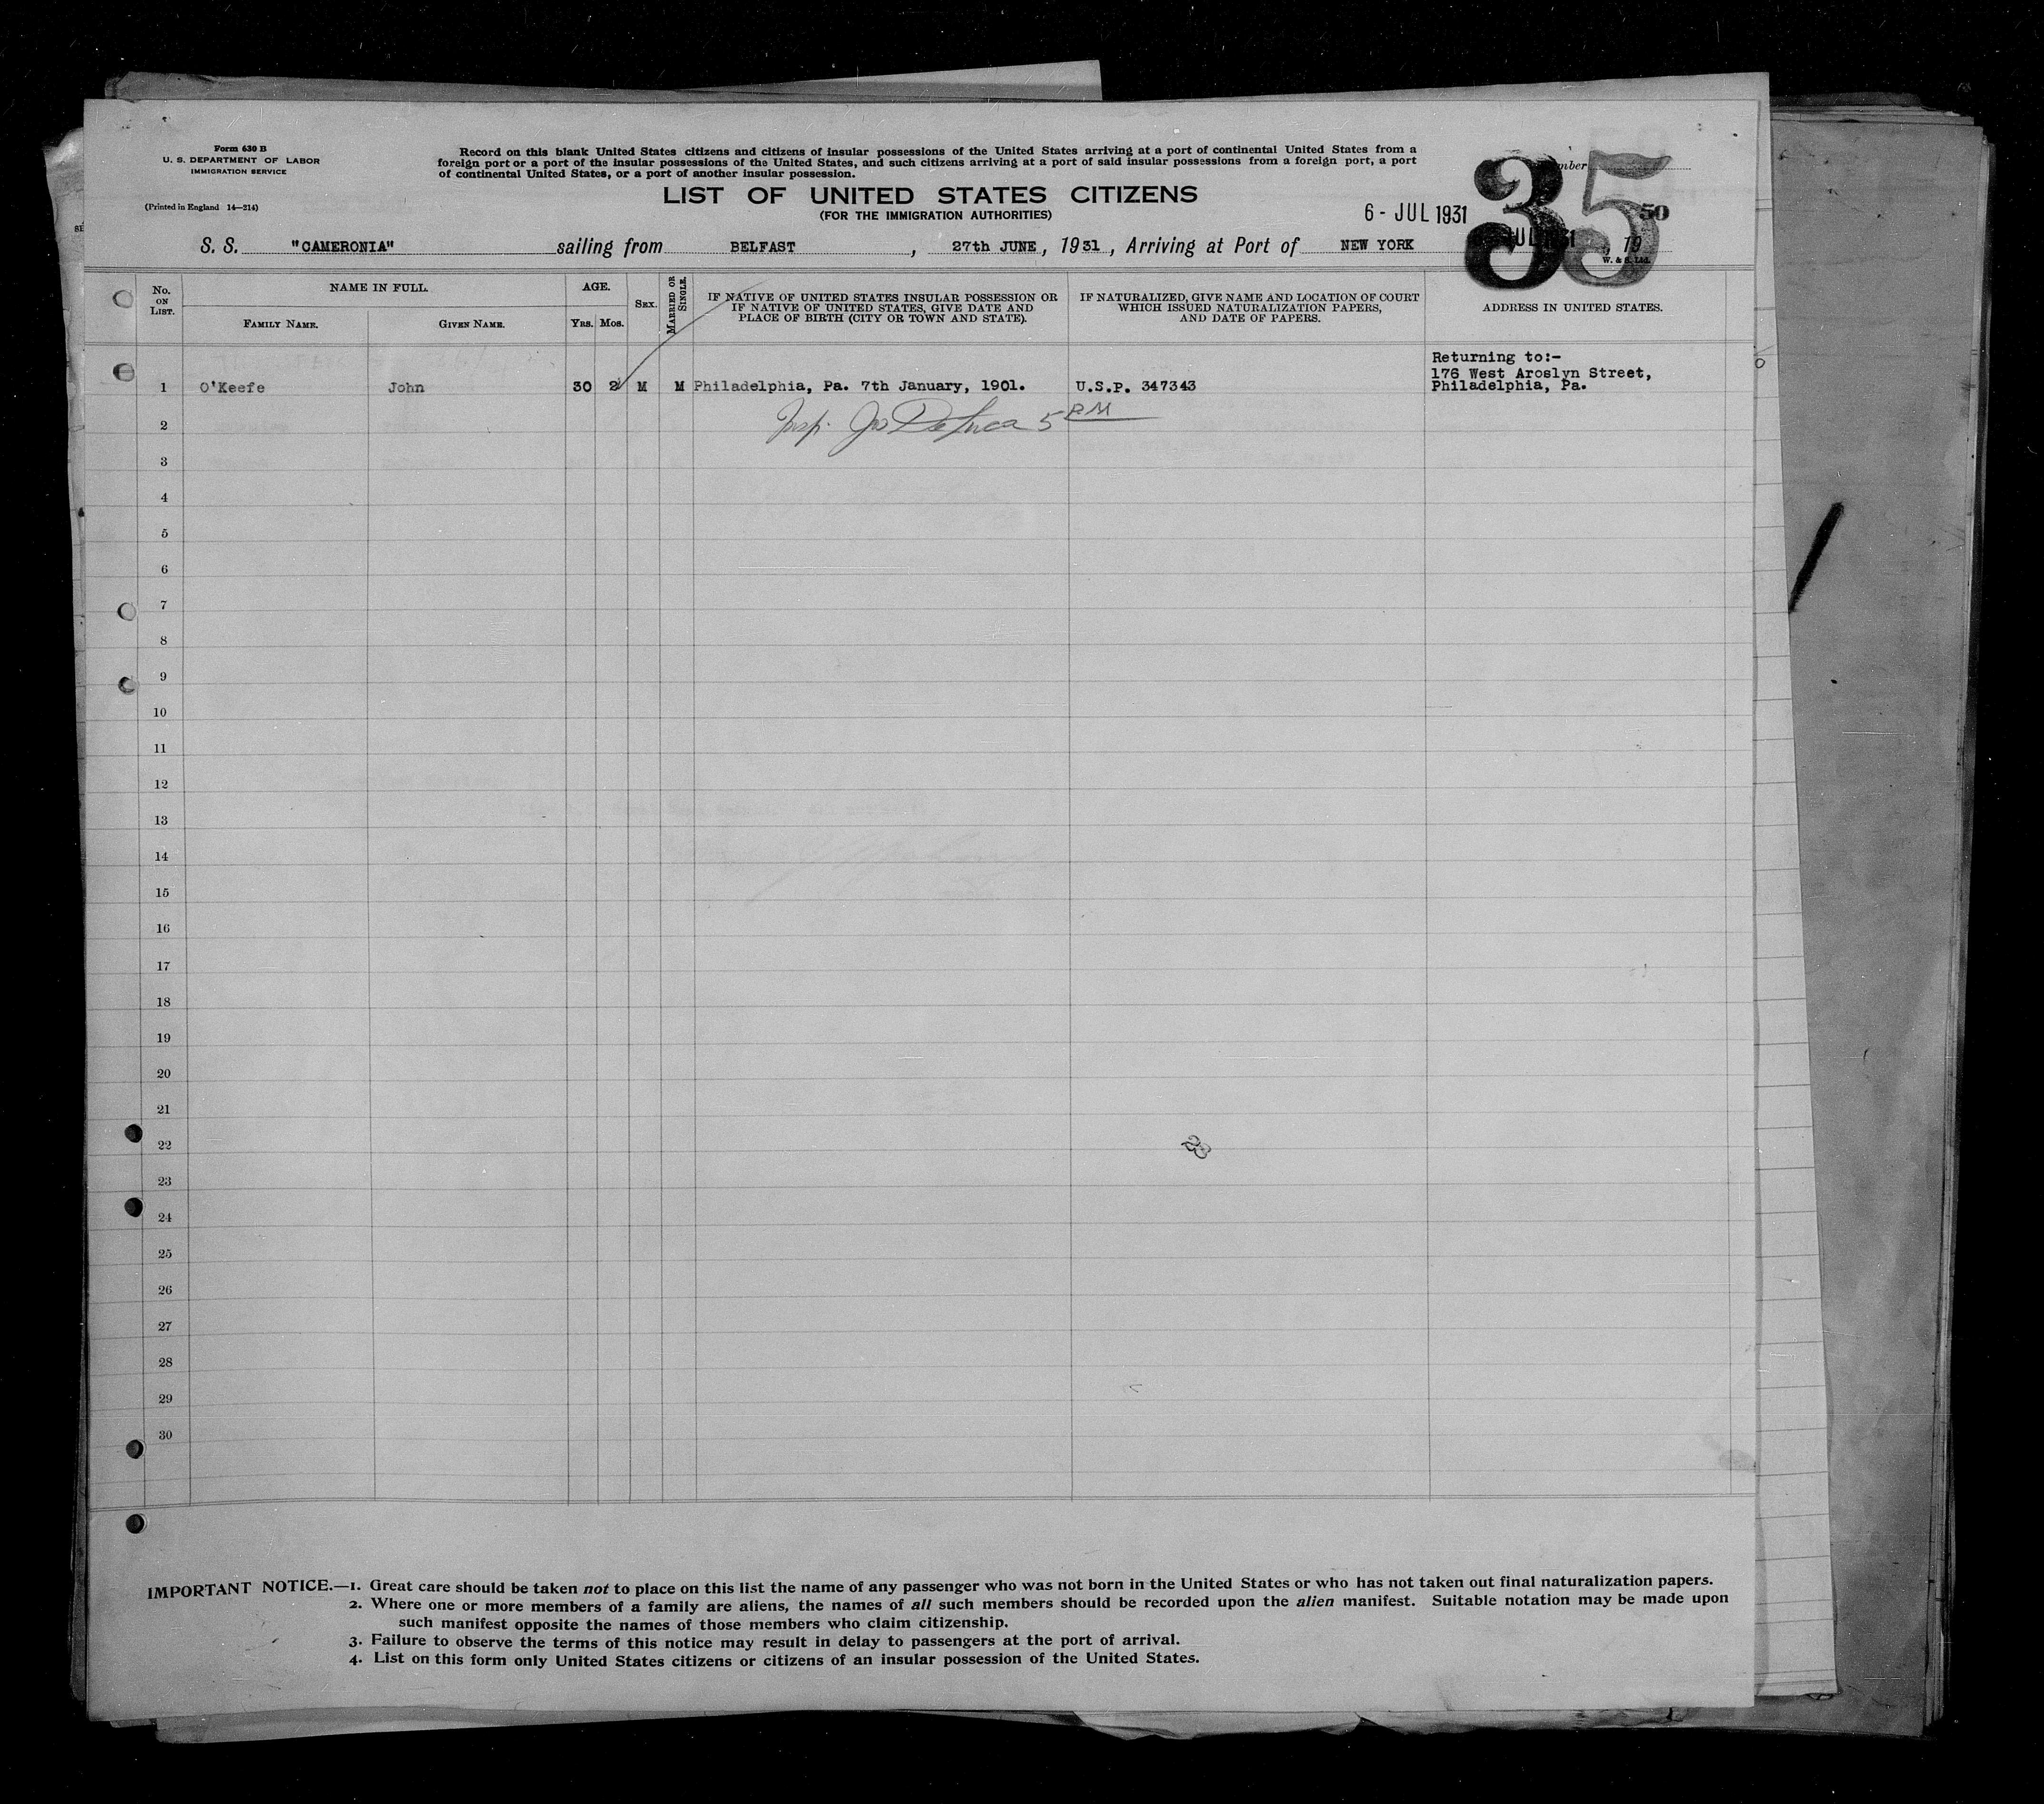 Form 630 B
U. S. DEPARTMENT OF LABOR
IMMIGRATION SERVICE
(Printed in England 14—214)
Record on this blank United States citizens and citizens of insular possessions of the United States arriving at a port of continental United States from a
foreign port or a port of the insular possessions of the United States, and such citizens arriving at a port of said insular possessions from a foreign port, a port
of continental United States, or a port of another insular possession.
LIST OF UNITED STATES CITIZENS
(FOR THE IMMIGRATION AUTHORITIES)
6 - JUL 1931
35
50
S. S. "CAMERONIA" sailing from BELFAST, 27th JUNE, 1931, Arriving at Port of NEW YORK, 19
W. & S. Ltd.
No. ON LIST.
NAME IN FULL.
FAMILY NAME.
GIVEN NAME.
AGE.
YRS. MOS.
SEX.
MARRIED OR SINGLE.
IF NATIVE OF UNITED STATES INSULAR POSSESSION OR
IF NATIVE OF UNITED STATES, GIVE DATE AND
PLACE OF BIRTH (CITY OR TOWN AND STATE).
IF NATURALIZED, GIVE NAME AND LOCATION OF COURT
WHICH ISSUED NATURALIZATION PAPERS,
AND DATE OF PAPERS.
ADDRESS IN UNITED STATES.
Returning to:-
176 West Aroslyn Street,
1 O'Keefe John 30 2 M M Philadelphia, Pa. 7th January, 1901. U.S.P. 347343 Philadelphia, Pa.
2 Insp. Jos DeLuca 5 PM
3
4
5
6
7
8
9
10
11
12
13
14
15
16
17
18
19
20
21
22
23
24
25
26
27
28
29
30
IMPORTANT NOTICE.—1. Great care should be taken not to place on this list the name of any passenger who was not born in the United States or who has not taken out final naturalization papers.
2. Where one or more members of a family are aliens, the names of all such members should be recorded upon the alien manifest. Suitable notation may be made upon
such manifest opposite the names of those members who claim citizenship.
3. Failure to observe the terms of this notice may result in delay to passengers at the port of arrival.
4. List on this form only United States citizens or citizens of an insular possession of the United States.